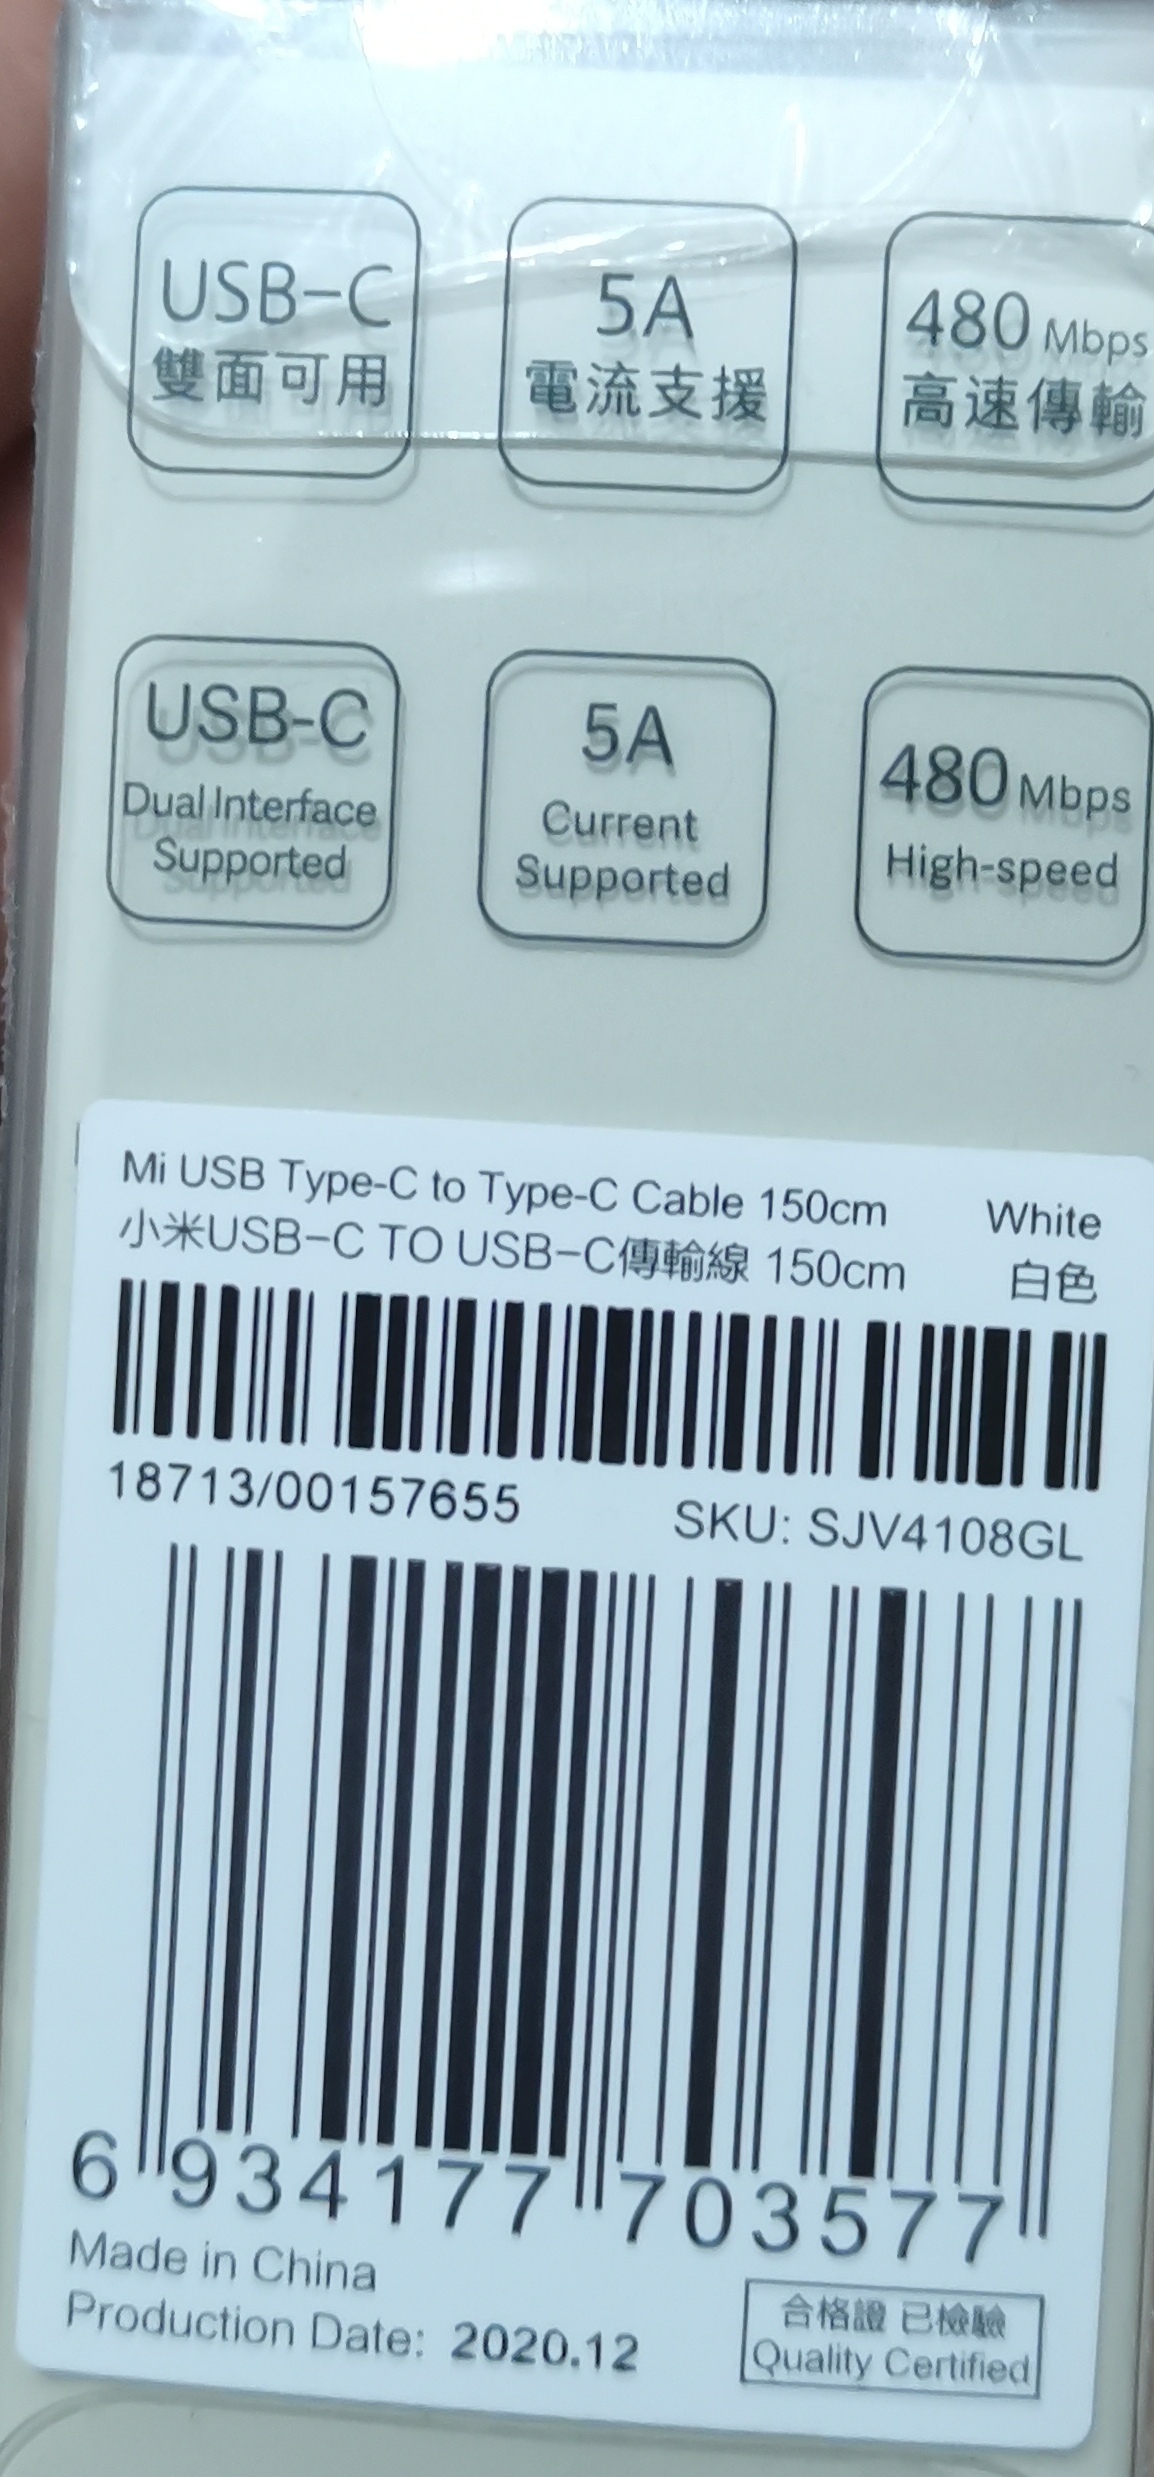 USB-C
雙面可用
5A
電流支援
480 Mbps
高速傳輸
USB-C
Dual Interface
Supported
5A
Current
Supported
480 Mbps
High-speed
Mi USB Type-C to Type-C Cable 150cm White
小米USB-C TO USB-C傳輸線 150cm 白色
18713/00157655 SKU: SJV4108GL
6 934177 703577
Made in China
Production Date: 2020.12
合格證 已檢驗
Quality Certified